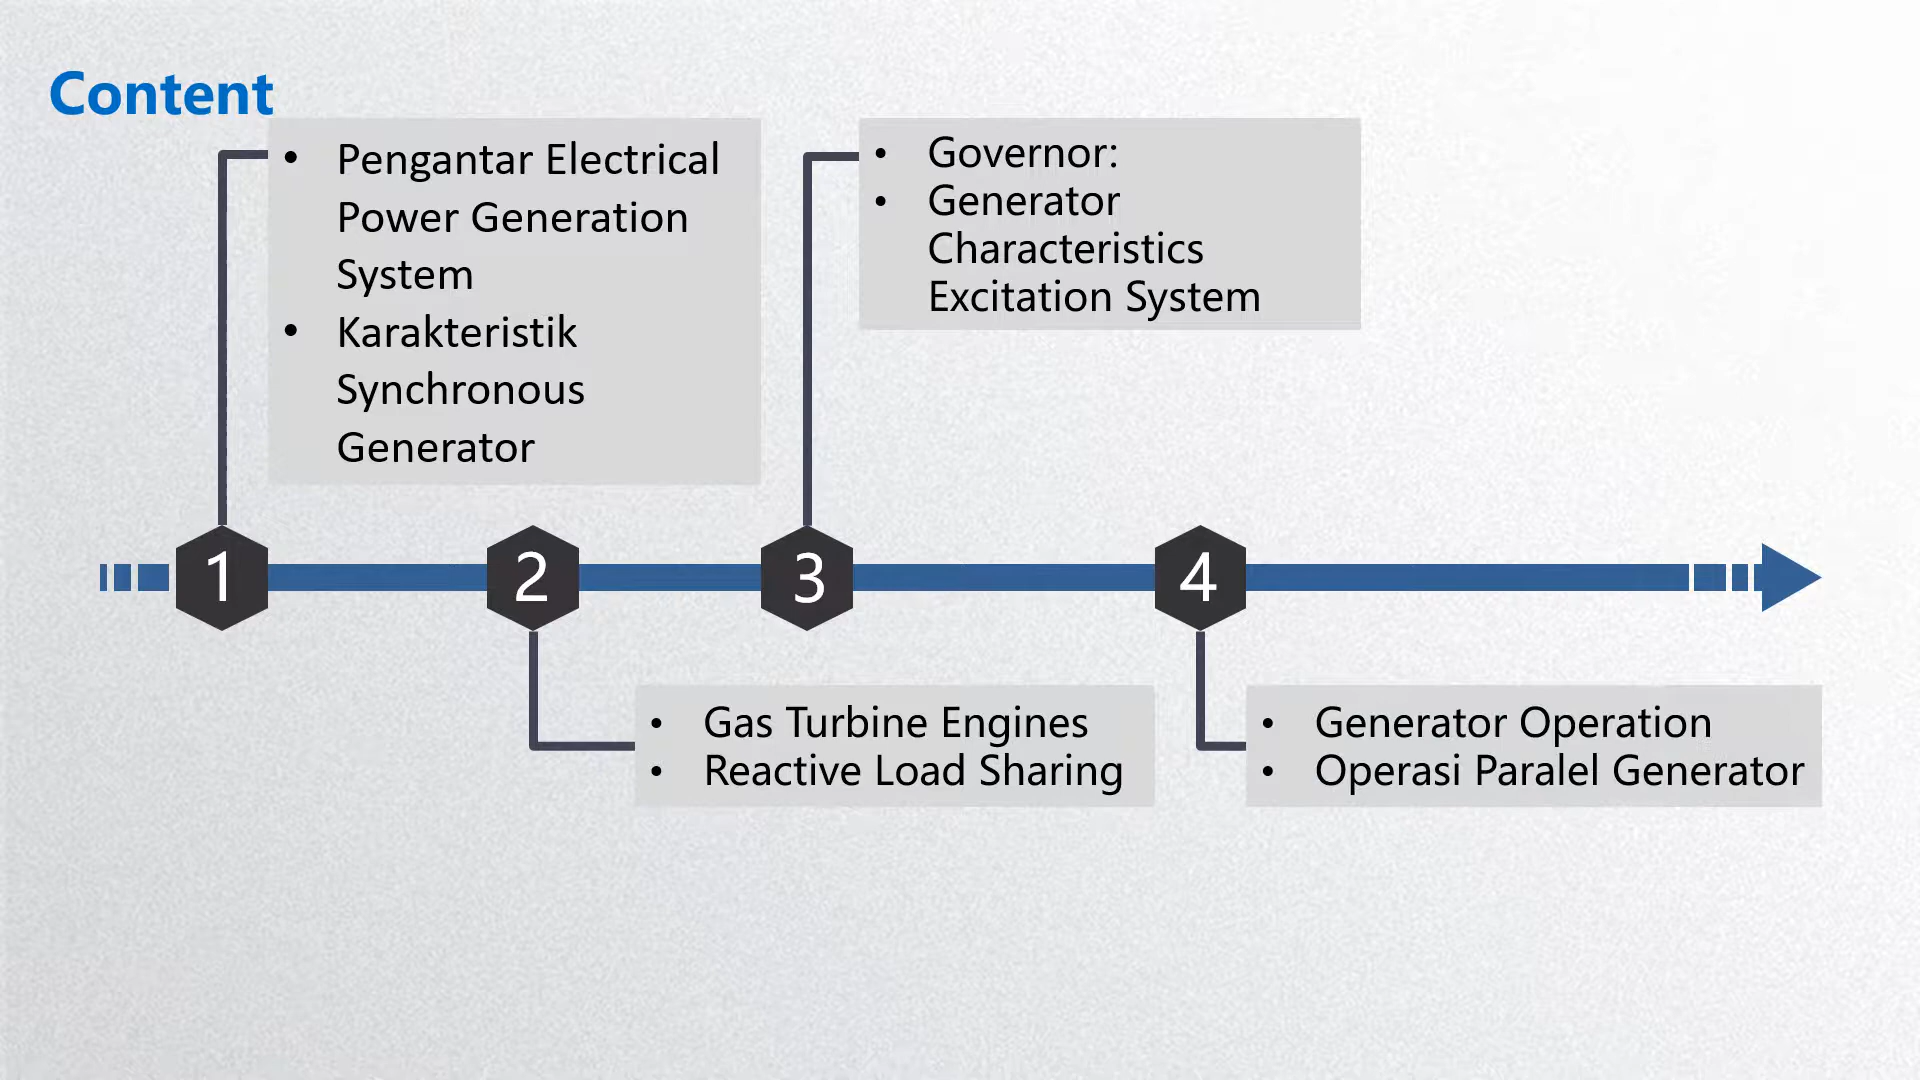 Content
• Pengantar Electrical
Power Generation
System
• Karakteristik
Synchronous
Generator
• Governor:
• Generator
Characteristics
Excitation System
1
2
3
4
• Gas Turbine Engines
• Reactive Load Sharing
• Generator Operation
• Operasi Paralel Generator